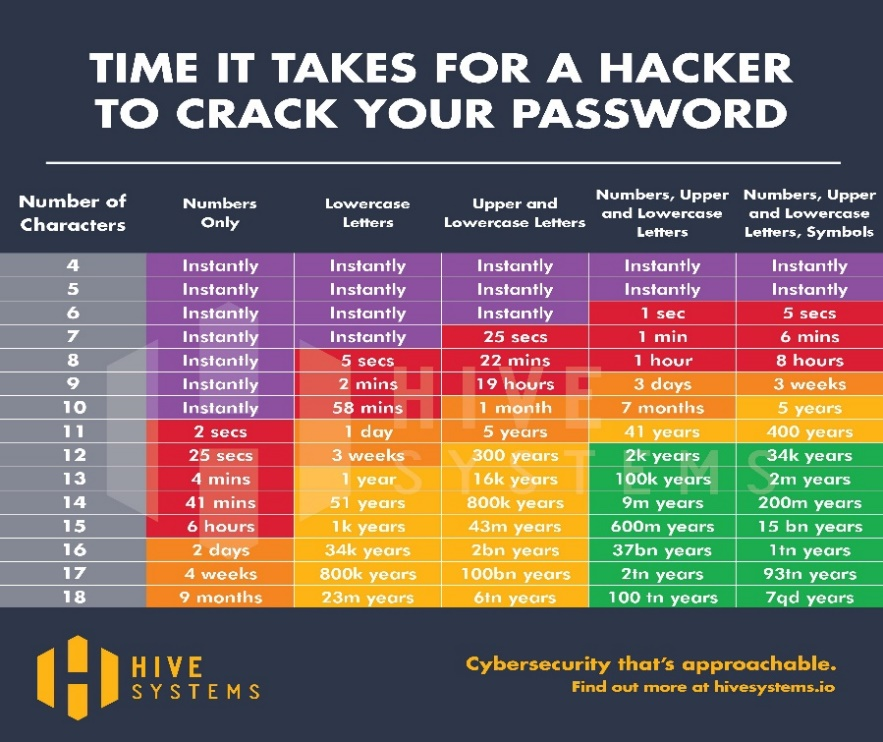 TIME IT TAKES FOR A HACKER
TO CRACK YOUR PASSWORD
Number of Characters | Numbers Only | Lowercase Letters | Upper and Lowercase Letters | Numbers, Upper and Lowercase Letters | Numbers, Upper and Lowercase Letters, Symbols
4 | Instantly | Instantly | Instantly | Instantly | Instantly
5 | Instantly | Instantly | Instantly | Instantly | Instantly
6 | Instantly | Instantly | Instantly | 1 sec | 5 secs
7 | Instantly | Instantly | 25 secs | 1 min | 6 mins
8 | Instantly | 5 secs | 22 mins | 1 hour | 8 hours
9 | Instantly | 2 mins | 19 hours | 3 days | 3 weeks
10 | Instantly | 58 mins | 1 month | 7 months | 5 years
11 | 2 secs | 1 day | 5 years | 41 years | 400 years
12 | 25 secs | 3 weeks | 300 years | 2k years | 34k years
13 | 4 mins | 1 year | 16k years | 100k years | 2m years
14 | 41 mins | 51 years | 800k years | 9m years | 200m years
15 | 6 hours | 1k years | 43m years | 600m years | 15 bn years
16 | 2 days | 34k years | 2bn years | 37bn years | 1tn years
17 | 4 weeks | 800k years | 100bn years | 2tn years | 93tn years
18 | 9 months | 23m years | 6tn years | 100 tn years | 7qd years
HIVE
SYSTEMS
HIVE
SYSTEMS
Cybersecurity that's approachable.
Find out more at hivesystems.io